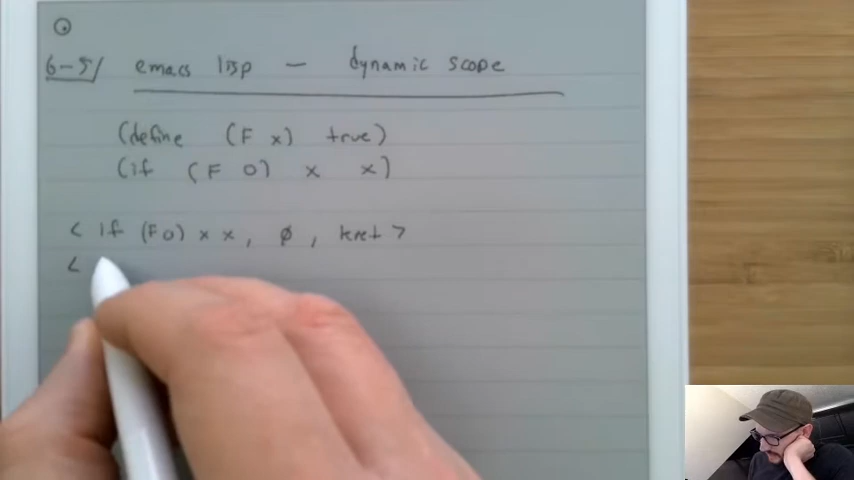 6-5/ emacs lisp — dynamic scope
(define (F x) true)
(if (F 0) x x)
< if (F 0) x x, ø, kret >
<